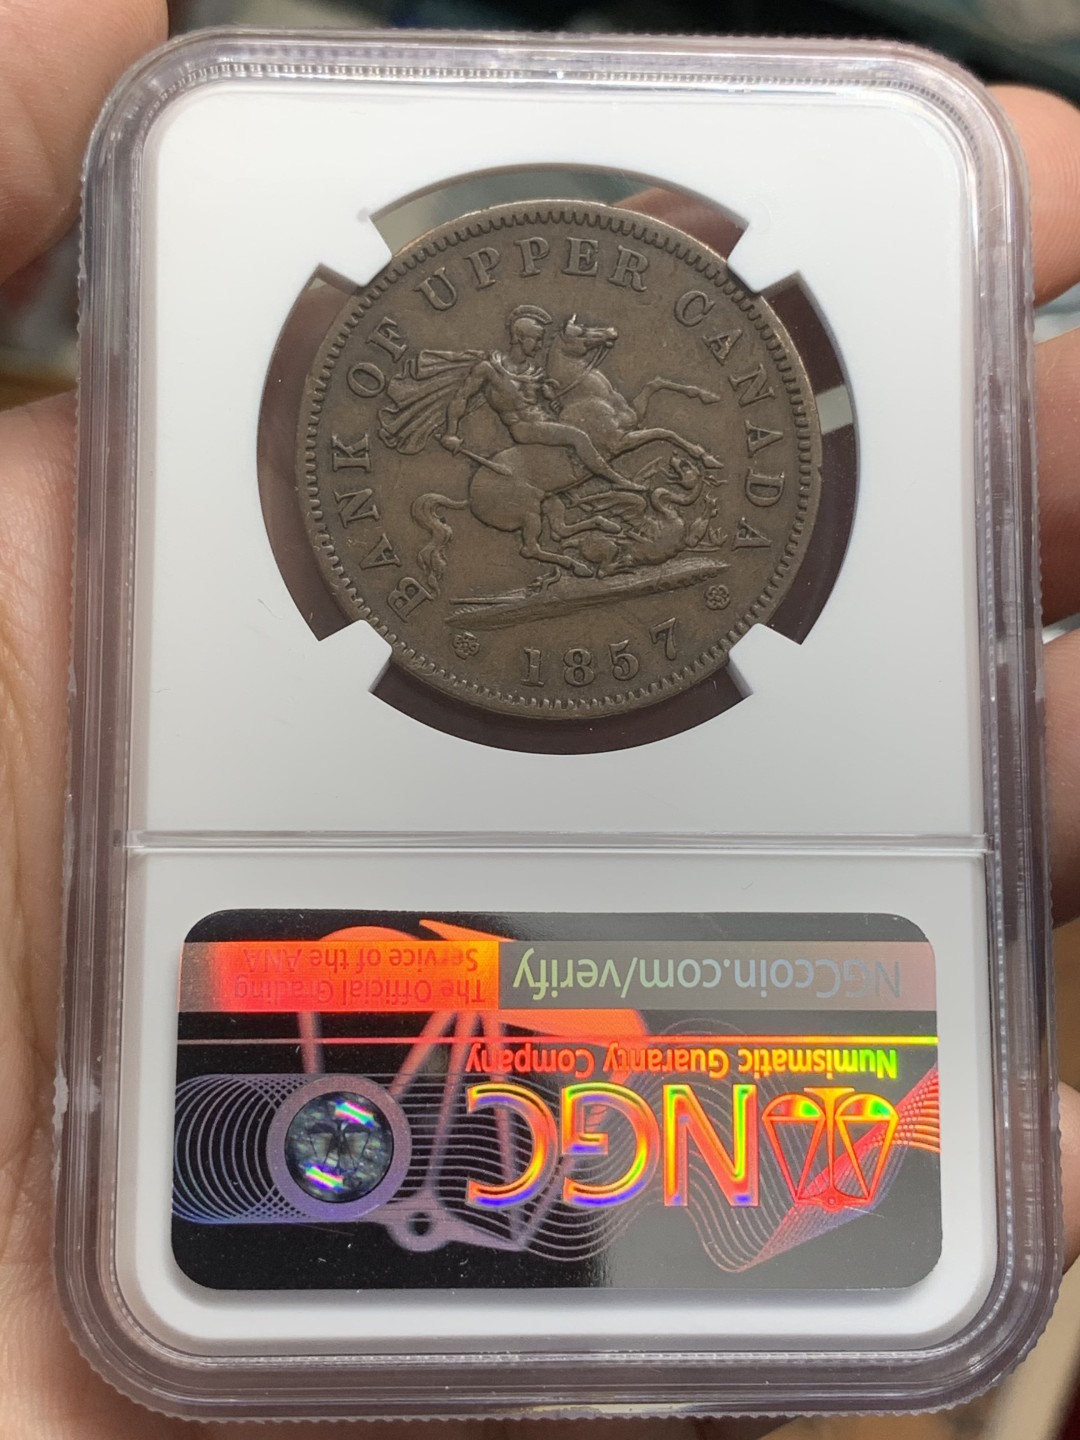 BANK OF UPPER CANADA
1857
NGCcoin.com/verify
The Official Grading
Service of the ANA
Numismatic Guaranty Company
NGC